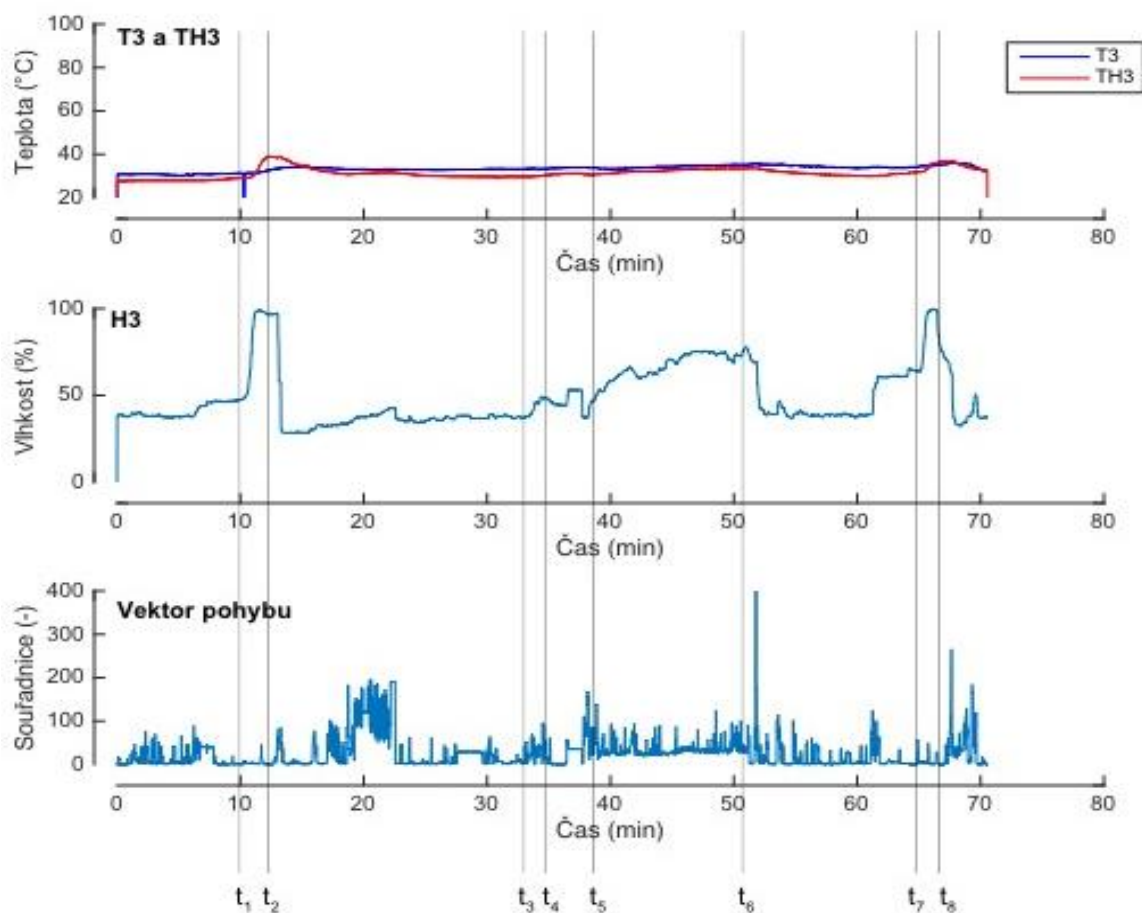 T3 a TH3
Teplota (°C)
100
80
60
40
20
T3
TH3
0 10 20 30 40 50 60 70 80
Čas (min)
H3
Vlhkost (%)
100
50
0
0 10 20 30 40 50 60 70 80
Čas (min)
Vektor pohybu
Souřadnice (-)
400
300
200
100
0
0 10 20 30 40 50 60 70 80
Čas (min)
t₁ t₂ t₃ t₄ t₅ t₆ t₇ t₈